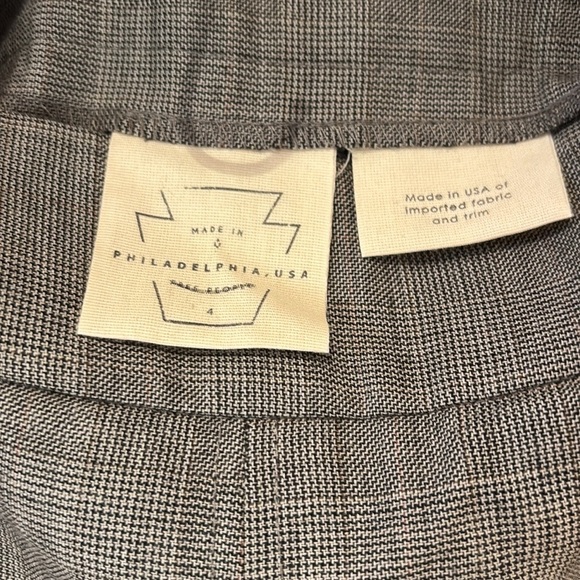 MADE IN
PHILADELPHIA, USA
FREE PEOPLE
4
Made in USA of
imported fabric
and trim